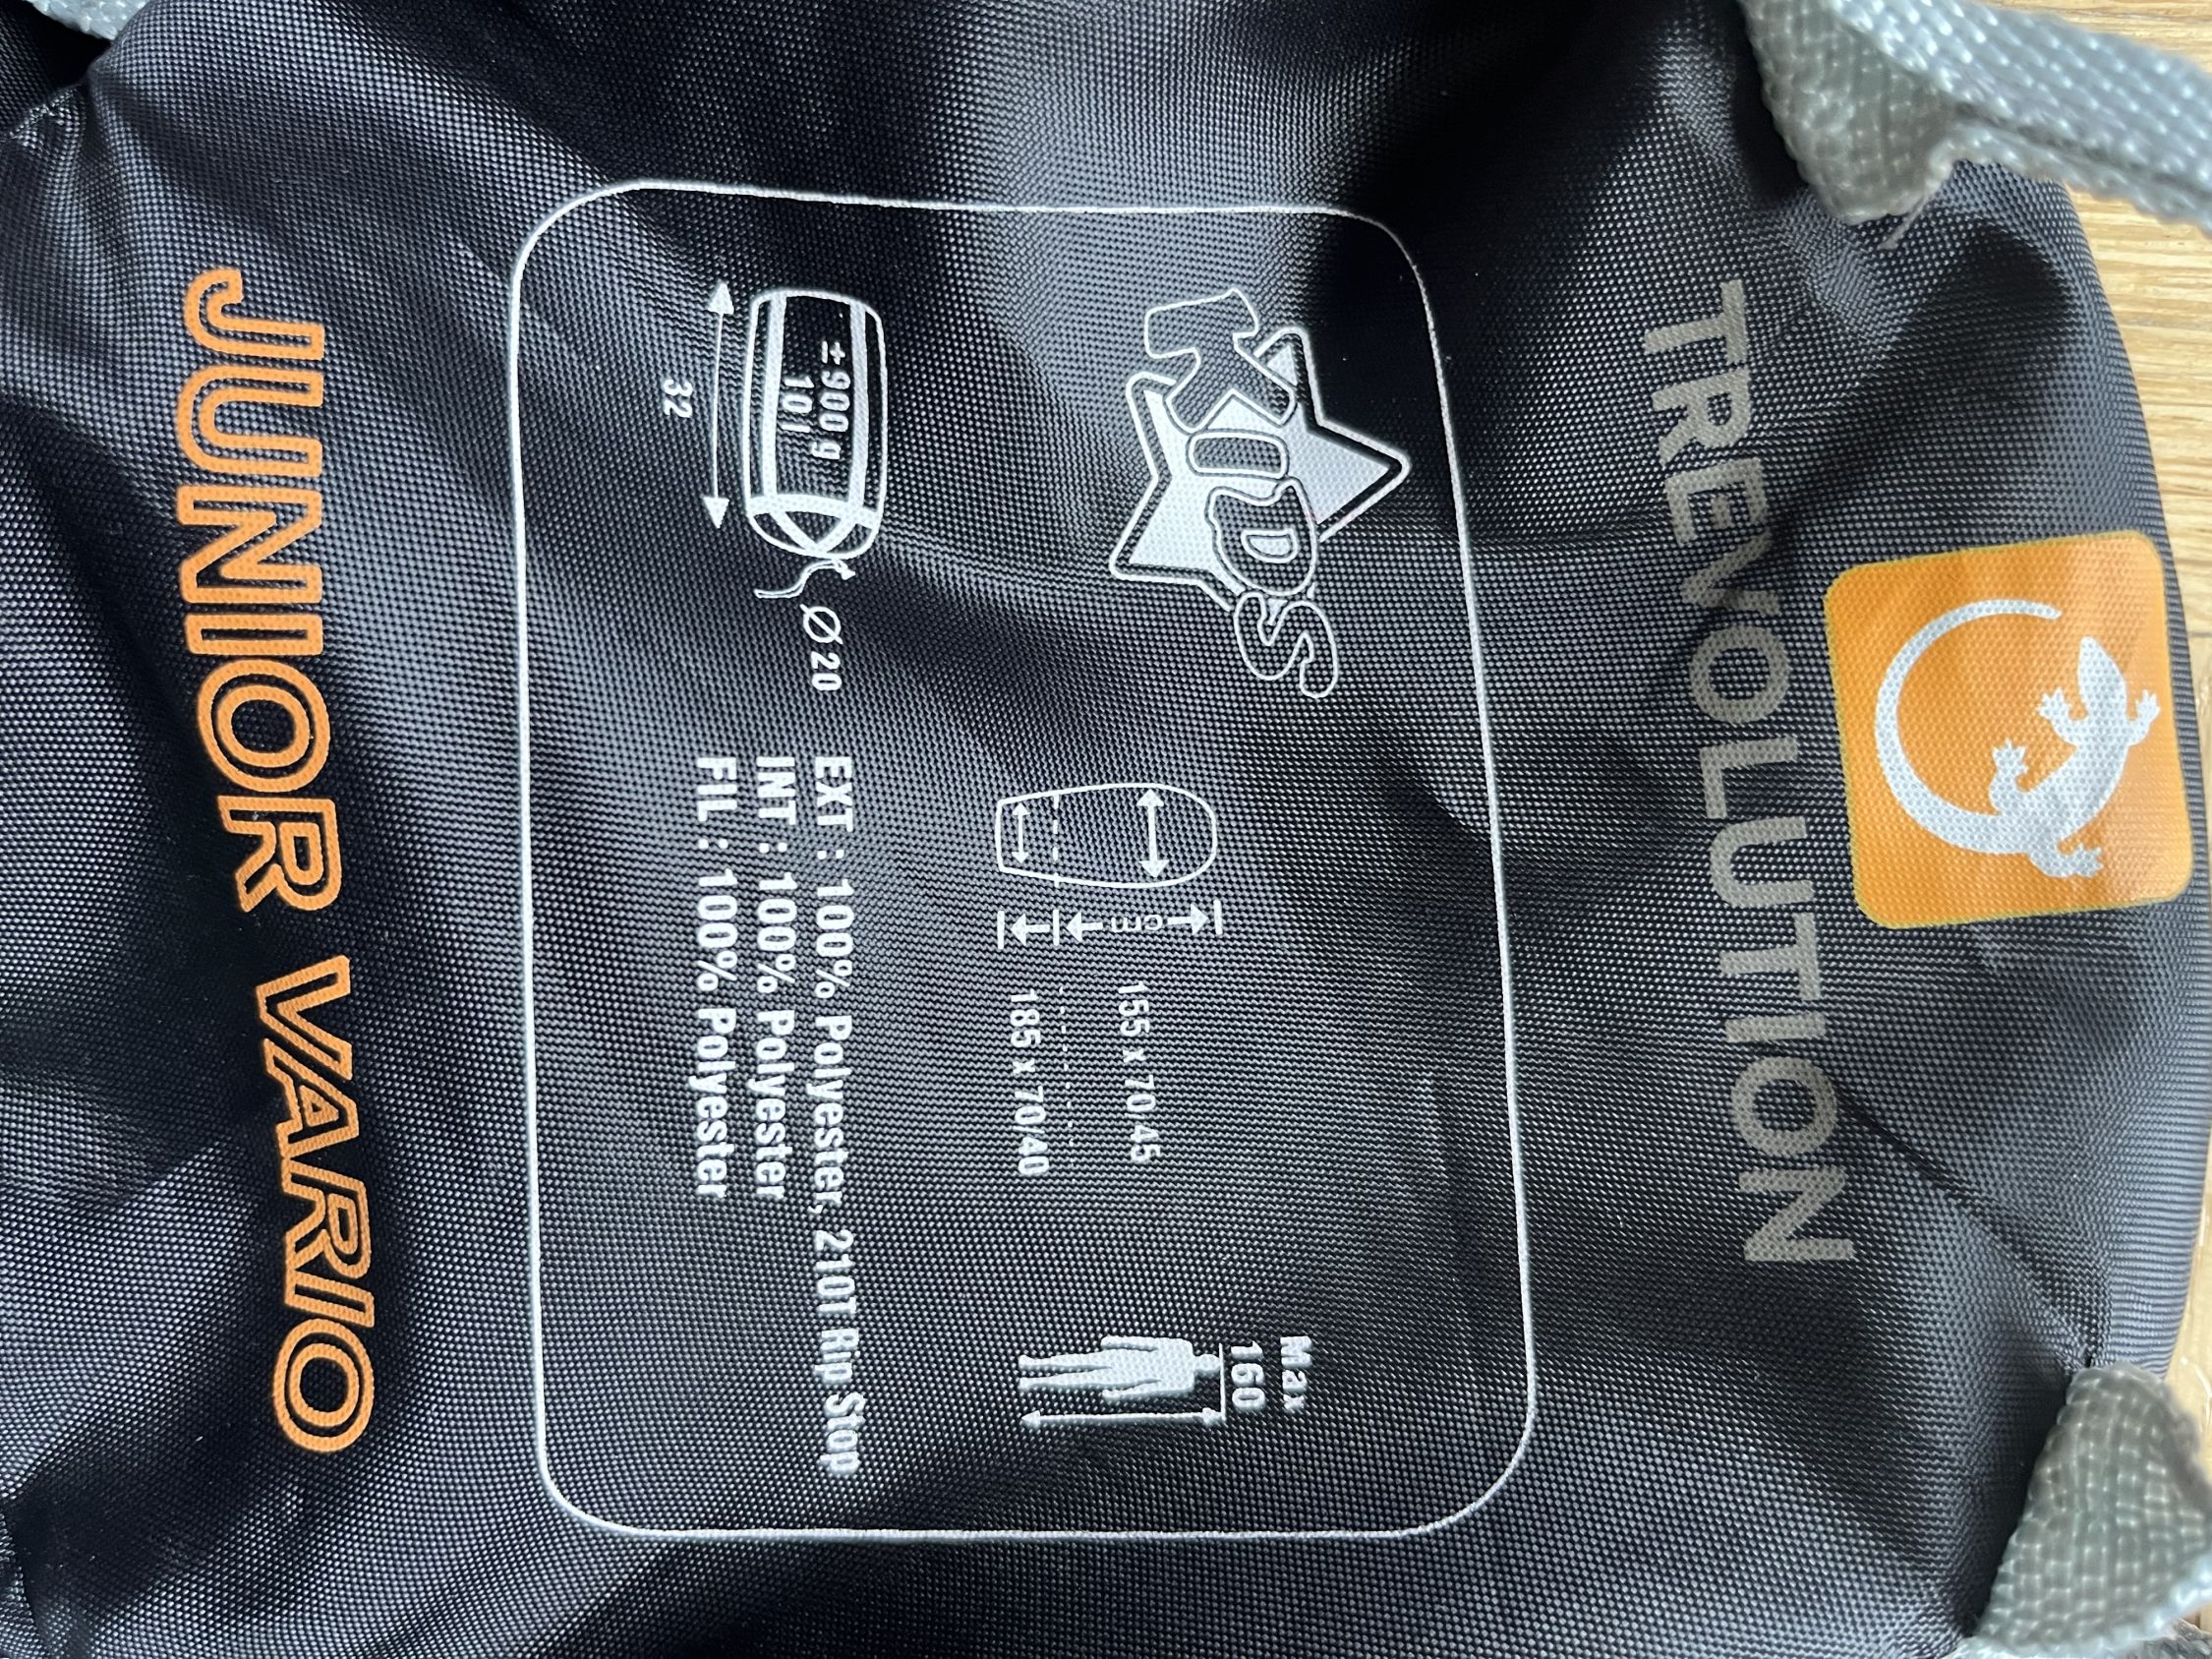 TREVOLUTION
KIDS
Max
160
155 x 70/45
185 x 70/40
cm
± 900 g
10 l
32
Ø 20
EXT : 100% Polyester, 210T Rip Stop
INT : 100% Polyester
FIL : 100% Polyester
JUNIOR VARIO